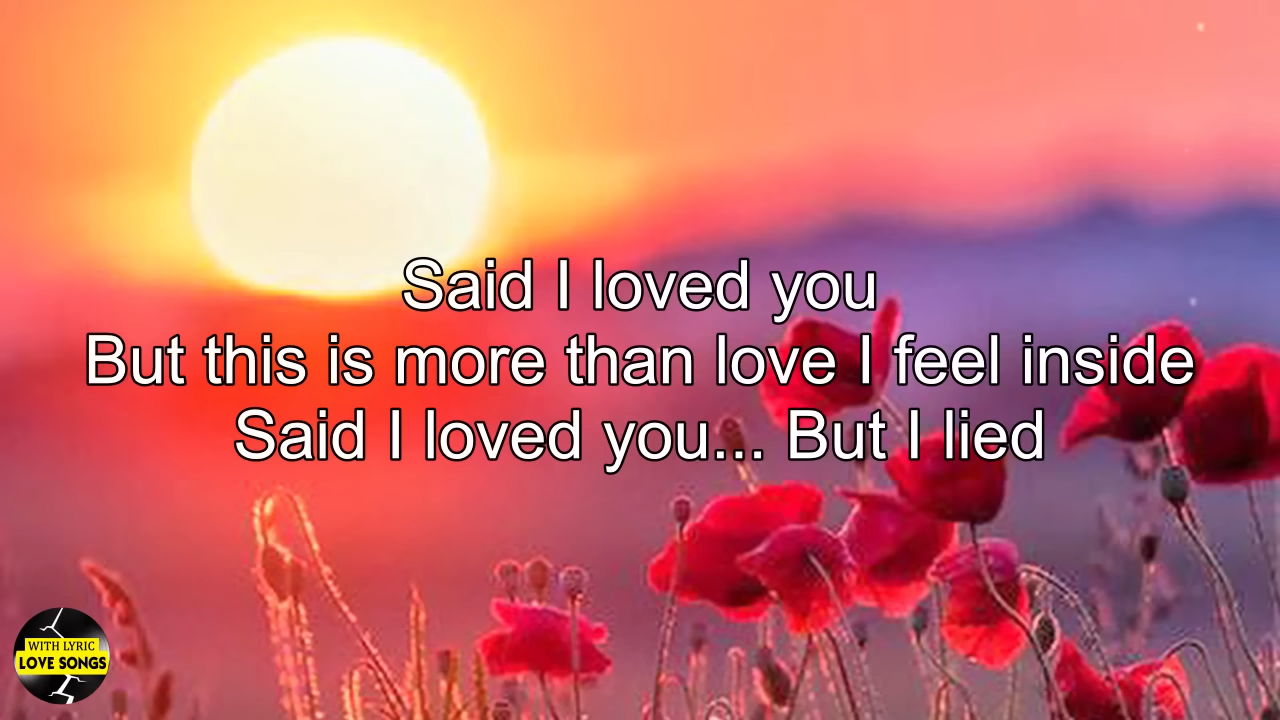 Said I loved you
But this is more than love I feel inside
Said I loved you... But I lied
WITH LYRIC
LOVE SONGS